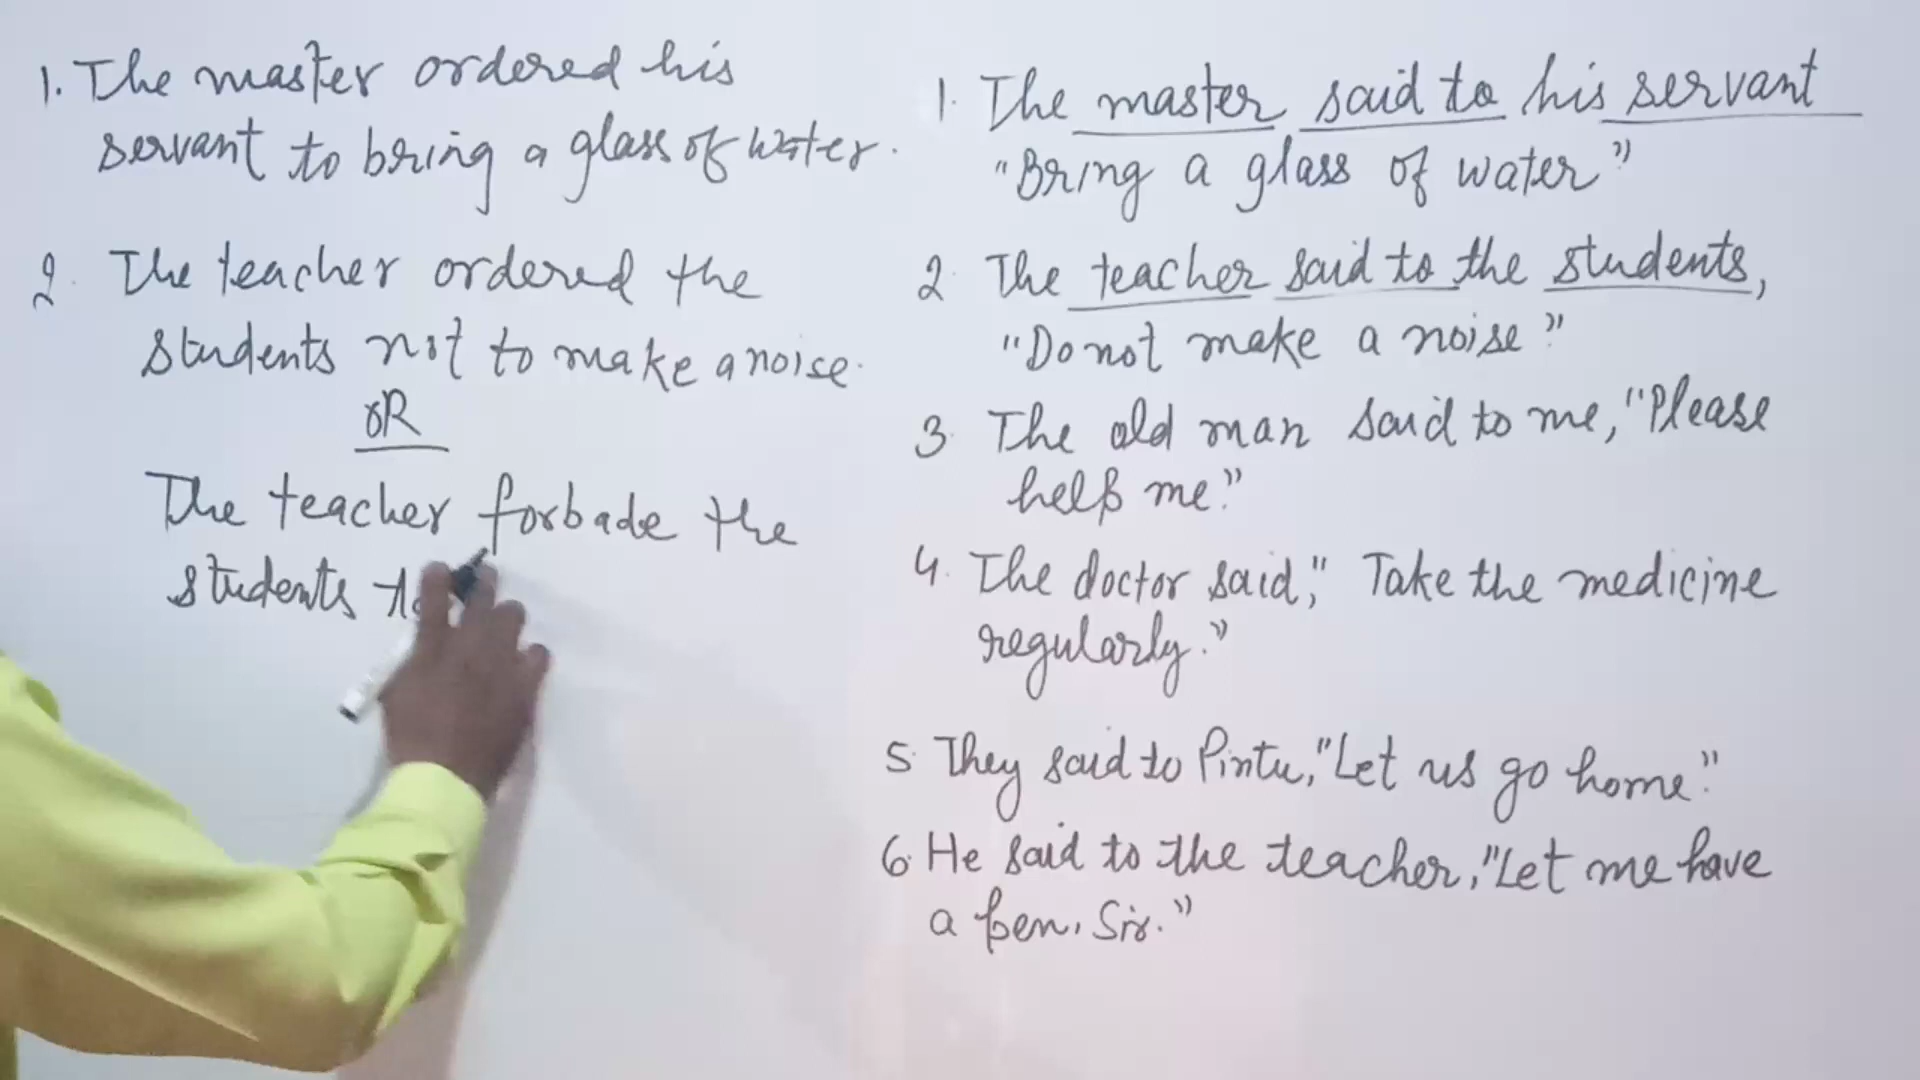 1. The master ordered his
servant to bring a glass of water.
2. The teacher ordered the
students not to make a noise.
OR
The teacher forbade the
students to
1. The master said to his servant
"Bring a glass of water"
2. The teacher said to the students,
"Do not make a noise"
3. The old man said to me, "Please
help me."
4. The doctor said," Take the medicine
regularly."
5. They said to Pintu, "Let us go home."
6. He said to the teacher, "Let me have
a pen, Sir."